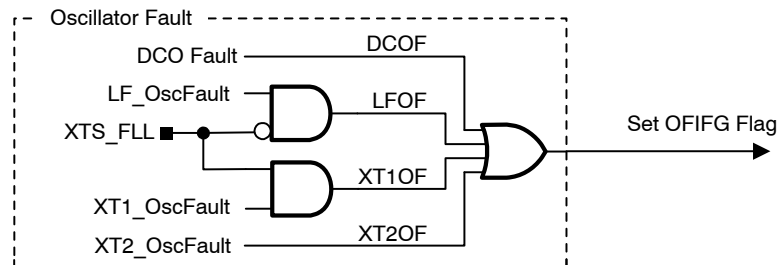 Oscillator Fault
DCO Fault
DCOF
LF_OscFault
LFOF
XTS_FLL
Set OFIFG Flag
XT1OF
XT1_OscFault
XT2OF
XT2_OscFault